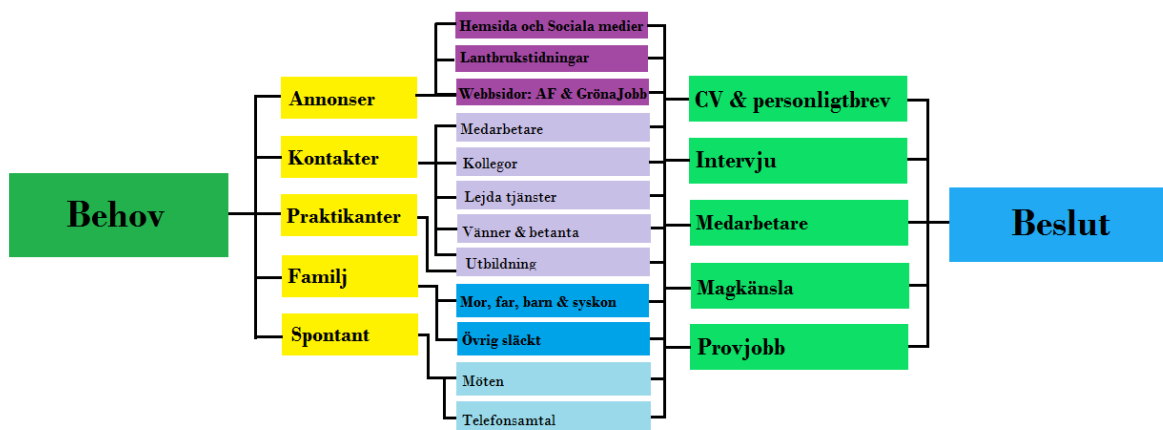 Behov
Annonser
Kontakter
Praktikanter
Familj
Spontant
Hemsida och Sociala medier
Lantbrukstidningar
Webbsidor: AF & GrönaJobb
Medarbetare
Kollegor
Lejda tjänster
Vänner & betanta
Utbildning
Mor, far, barn & syskon
Övrig släckt
Möten
Telefonsamtal
CV & personligtbrev
Intervju
Medarbetare
Magkänsla
Provjobb
Beslut